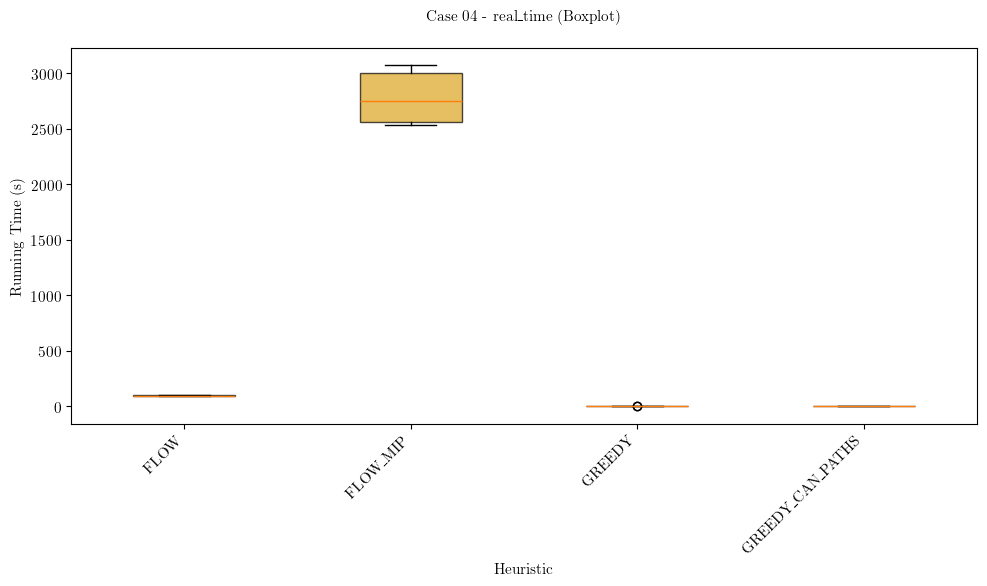 Case 04 - real_time (Boxplot)
3000
2500
2000
1500
1000
500
0
Running Time (s)
FLOW
FLOW_MIP
GREEDY
GREEDY_CAN_PATHS
Heuristic